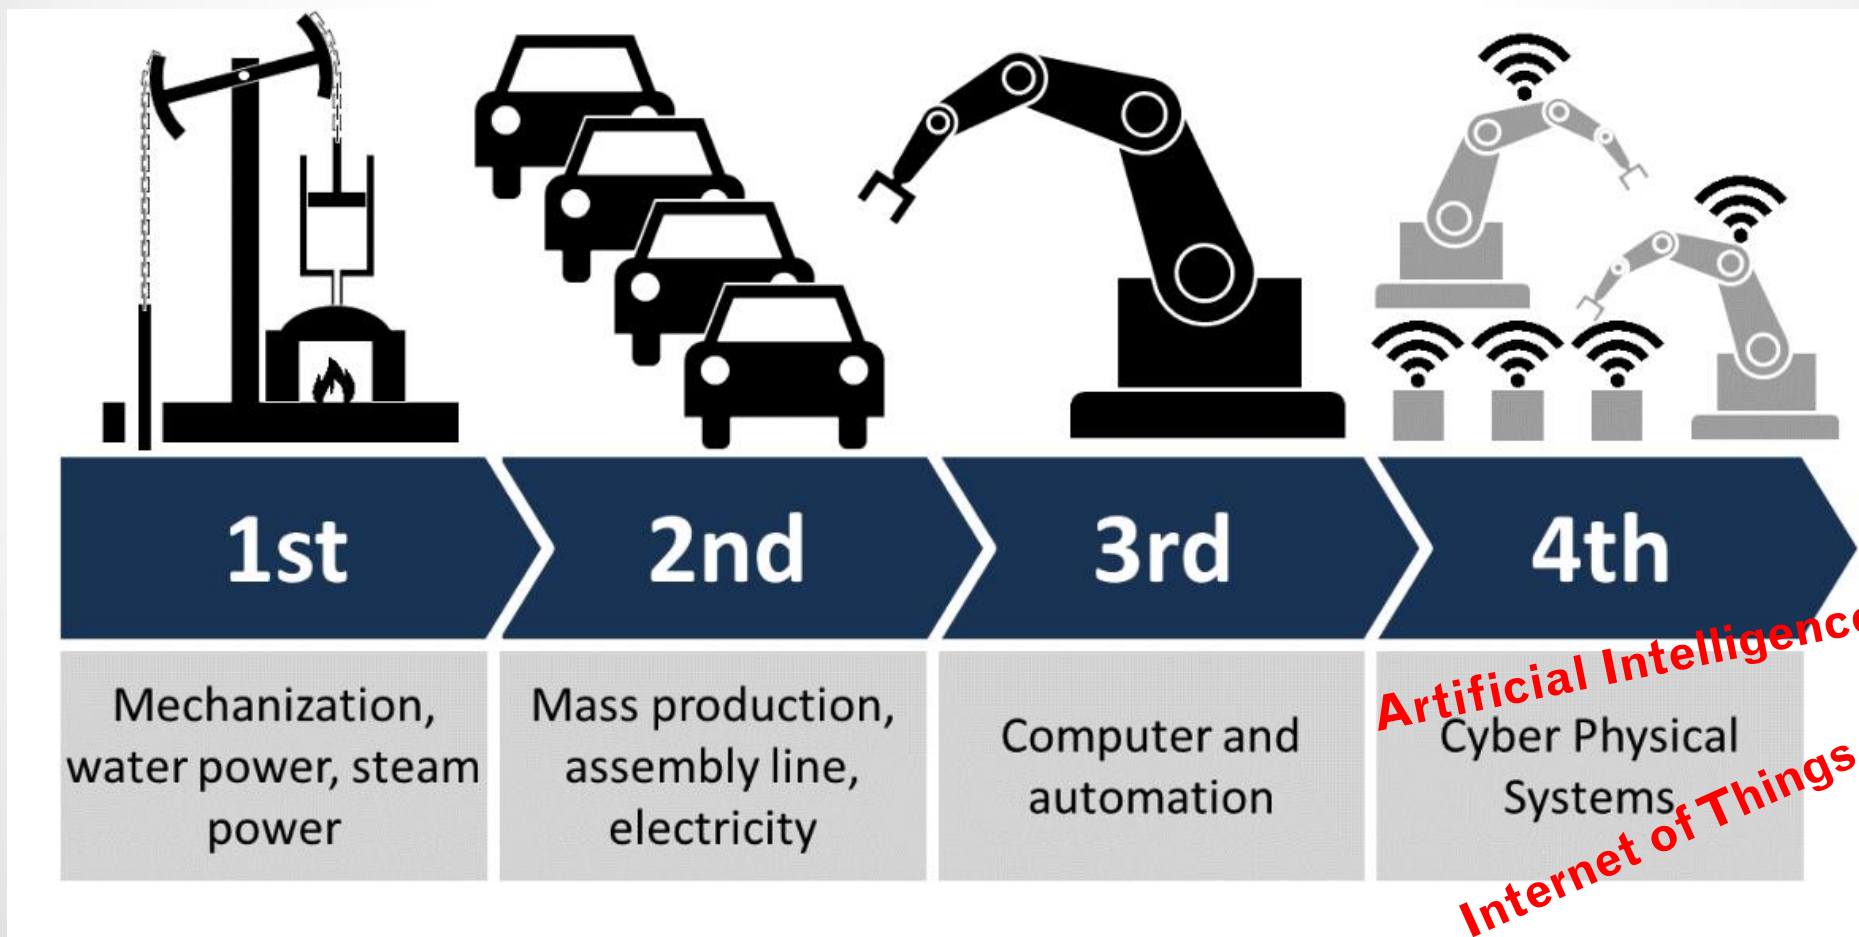 1st
2nd
3rd
4th
Mechanization,
water power, steam
power
Mass production,
assembly line,
electricity
Computer and
automation
Artificial Intelligence
Cyber Physical
Systems
Internet of Things